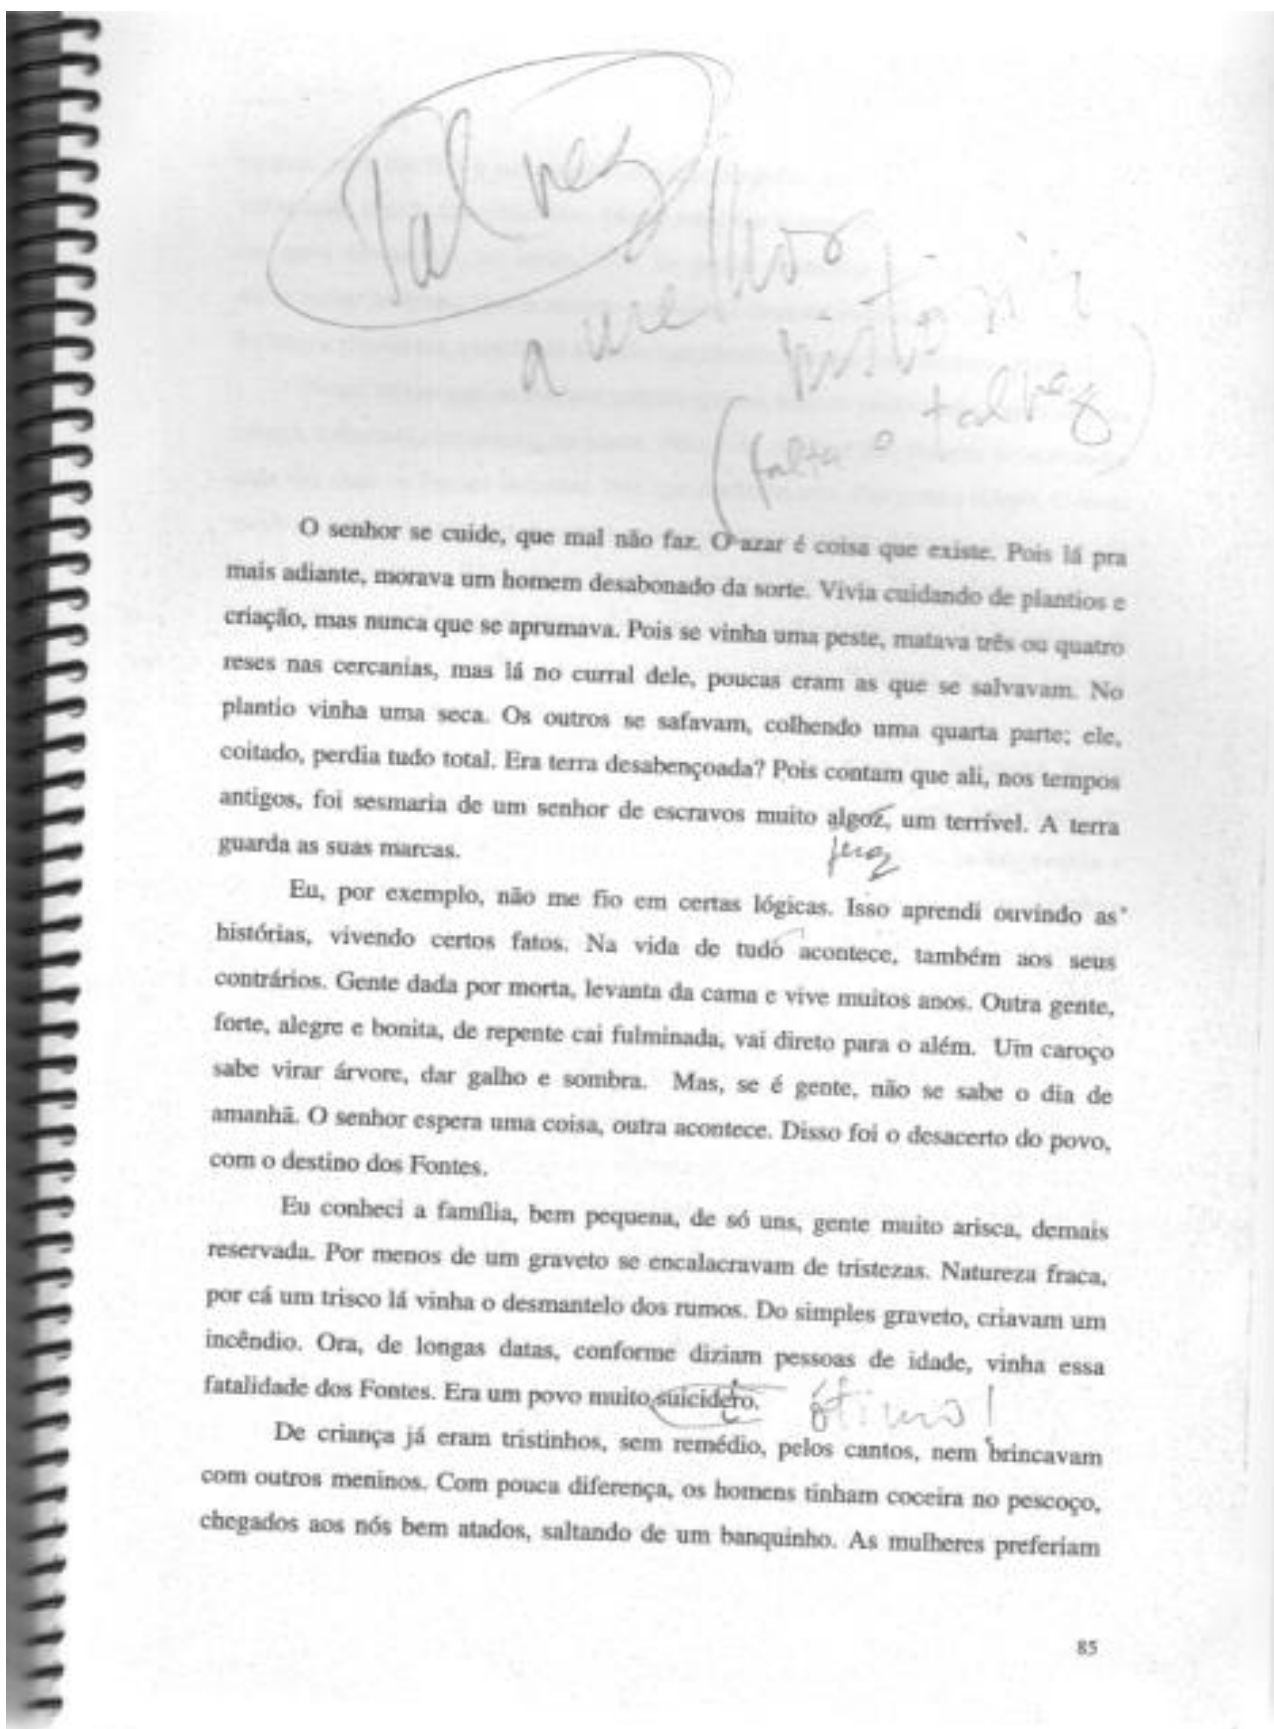 Talvez
a melhor
história
(falta o talvez)
O senhor se cuide, que mal não faz. O azar é coisa que existe. Pois lá pra
mais adiante, morava um homem desabonado da sorte. Vivia cuidando de plantios e
criação, mas nunca que se aprumava. Pois se vinha uma peste, matava três ou quatro
reses nas cercanias, mas lá no curral dele, poucas eram as que se salvavam. No
plantio vinha uma seca. Os outros se safavam, colhendo uma quarta parte; ele,
coitado, perdia tudo total. Era terra desabençoada? Pois contam que ali, nos tempos
antigos, foi sesmaria de um senhor de escravos muito algoz, um terrível. A terra
guarda as suas marcas.
Eu, por exemplo, não me fio em certas lógicas. Isso aprendi ouvindo as
histórias, vivendo certos fatos. Na vida de tudo acontece, também aos seus
contrários. Gente dada por morta, levanta da cama e vive muitos anos. Outra gente,
forte, alegre e bonita, de repente cai fulminada, vai direto para o além. Um caroço
sabe virar árvore, dar galho e sombra. Mas, se é gente, não se sabe o dia de
amanhã. O senhor espera uma coisa, outra acontece. Disso foi o desacerto do povo,
com o destino dos Fontes.
Eu conheci a família, bem pequena, de só uns, gente muito arisca, demais
reservada. Por menos de um graveto se encalacravam de tristezas. Natureza fraca,
por cá um trisco lá vinha o desmantelo dos rumos. Do simples graveto, criavam um
incêndio. Ora, de longas datas, conforme diziam pessoas de idade, vinha essa
fatalidade dos Fontes. Era um povo muito suicidero. ótimo!
De criança já eram tristinhos, sem remédio, pelos cantos, nem brincavam
com outros meninos. Com pouca diferença, os homens tinham coceira no pescoço,
chegados aos nós bem atados, saltando de um banquinho. As mulheres preferiam
85